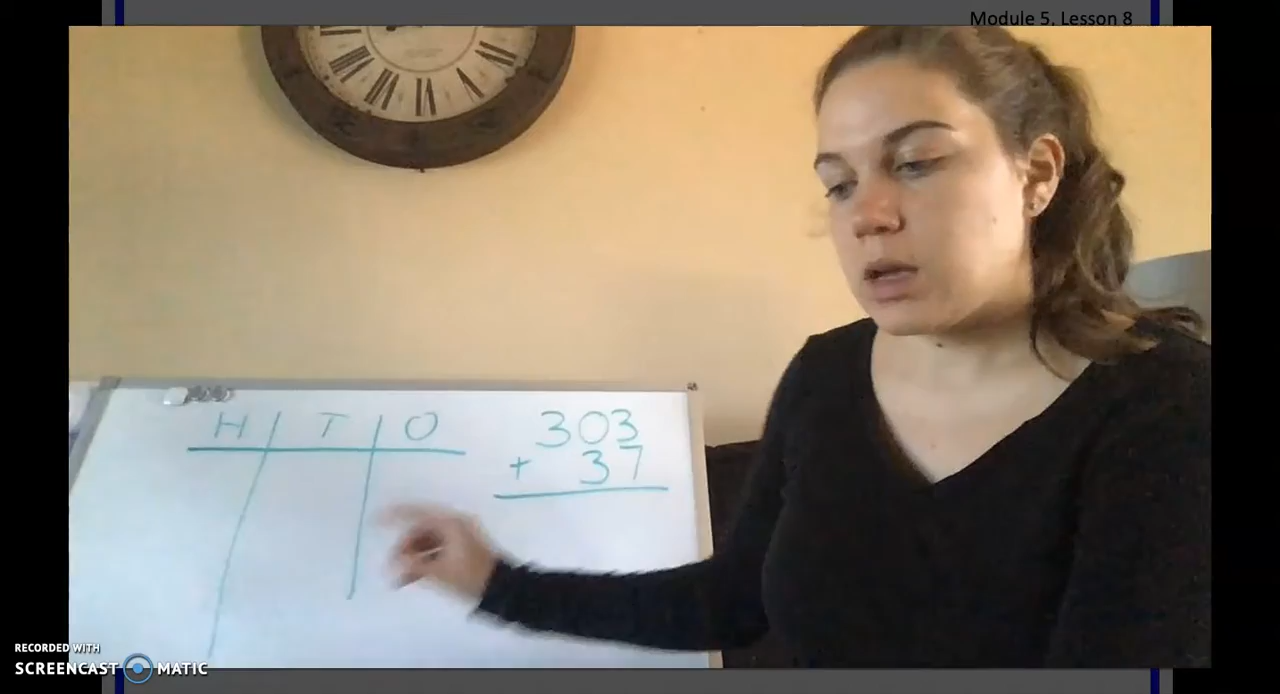 Module 5, Lesson 8
H T O
303
+ 37
RECORDED WITH
SCREENCAST MATIC